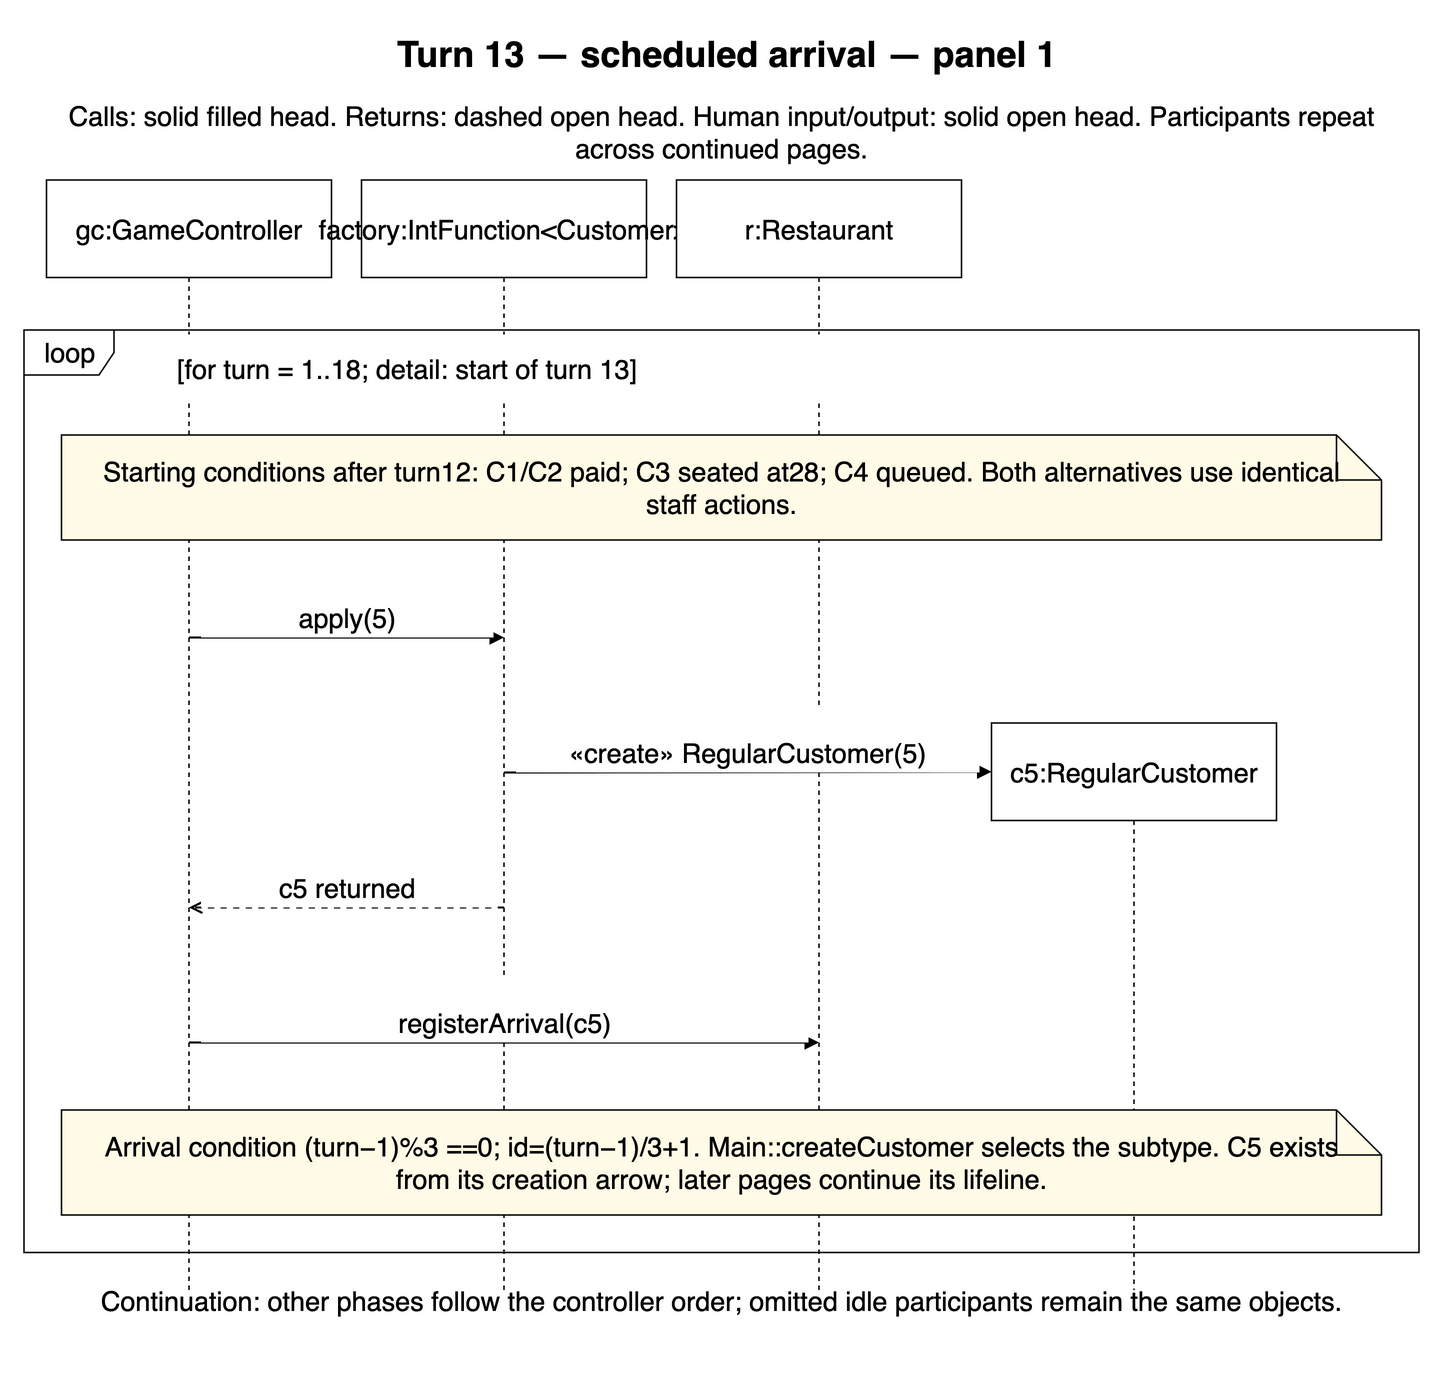 Turn 13 — scheduled arrival — panel 1
Calls: solid filled head. Returns: dashed open head. Human input/output: solid open head. Participants repeat
across continued pages.
gc:GameController
factory:IntFunction<Customer
r:Restaurant
loop
[for turn = 1..18; detail: start of turn 13]
Starting conditions after turn12: C1/C2 paid; C3 seated at28; C4 queued. Both alternatives use identical
staff actions.
apply(5)
«create» RegularCustomer(5)
c5:RegularCustomer
c5 returned
registerArrival(c5)
Arrival condition (turn−1)%3 ==0; id=(turn−1)/3+1. Main::createCustomer selects the subtype. C5 exists
from its creation arrow; later pages continue its lifeline.
Continuation: other phases follow the controller order; omitted idle participants remain the same objects.